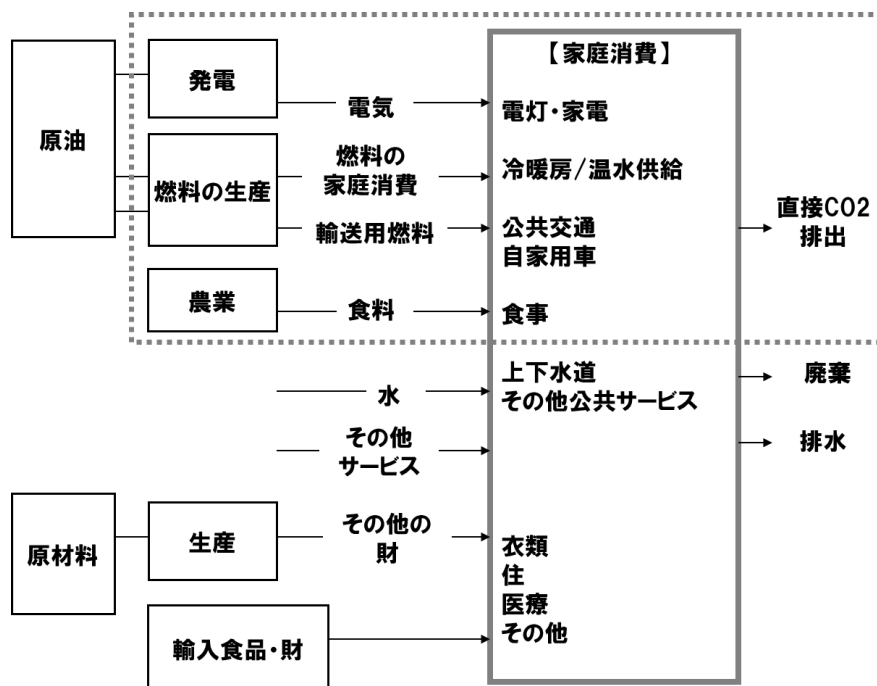 【家庭消費】
原油
発電
電気
電灯・家電
燃料の生産
燃料の
家庭消費
冷暖房/温水供給
輸送用燃料
公共交通
自家用車
直接CO2
排出
農業
食料
食事
水
上下水道
その他公共サービス
廃棄
その他
サービス
排水
原材料
生産
その他の
財
衣類
住
医療
その他
輸入食品・財